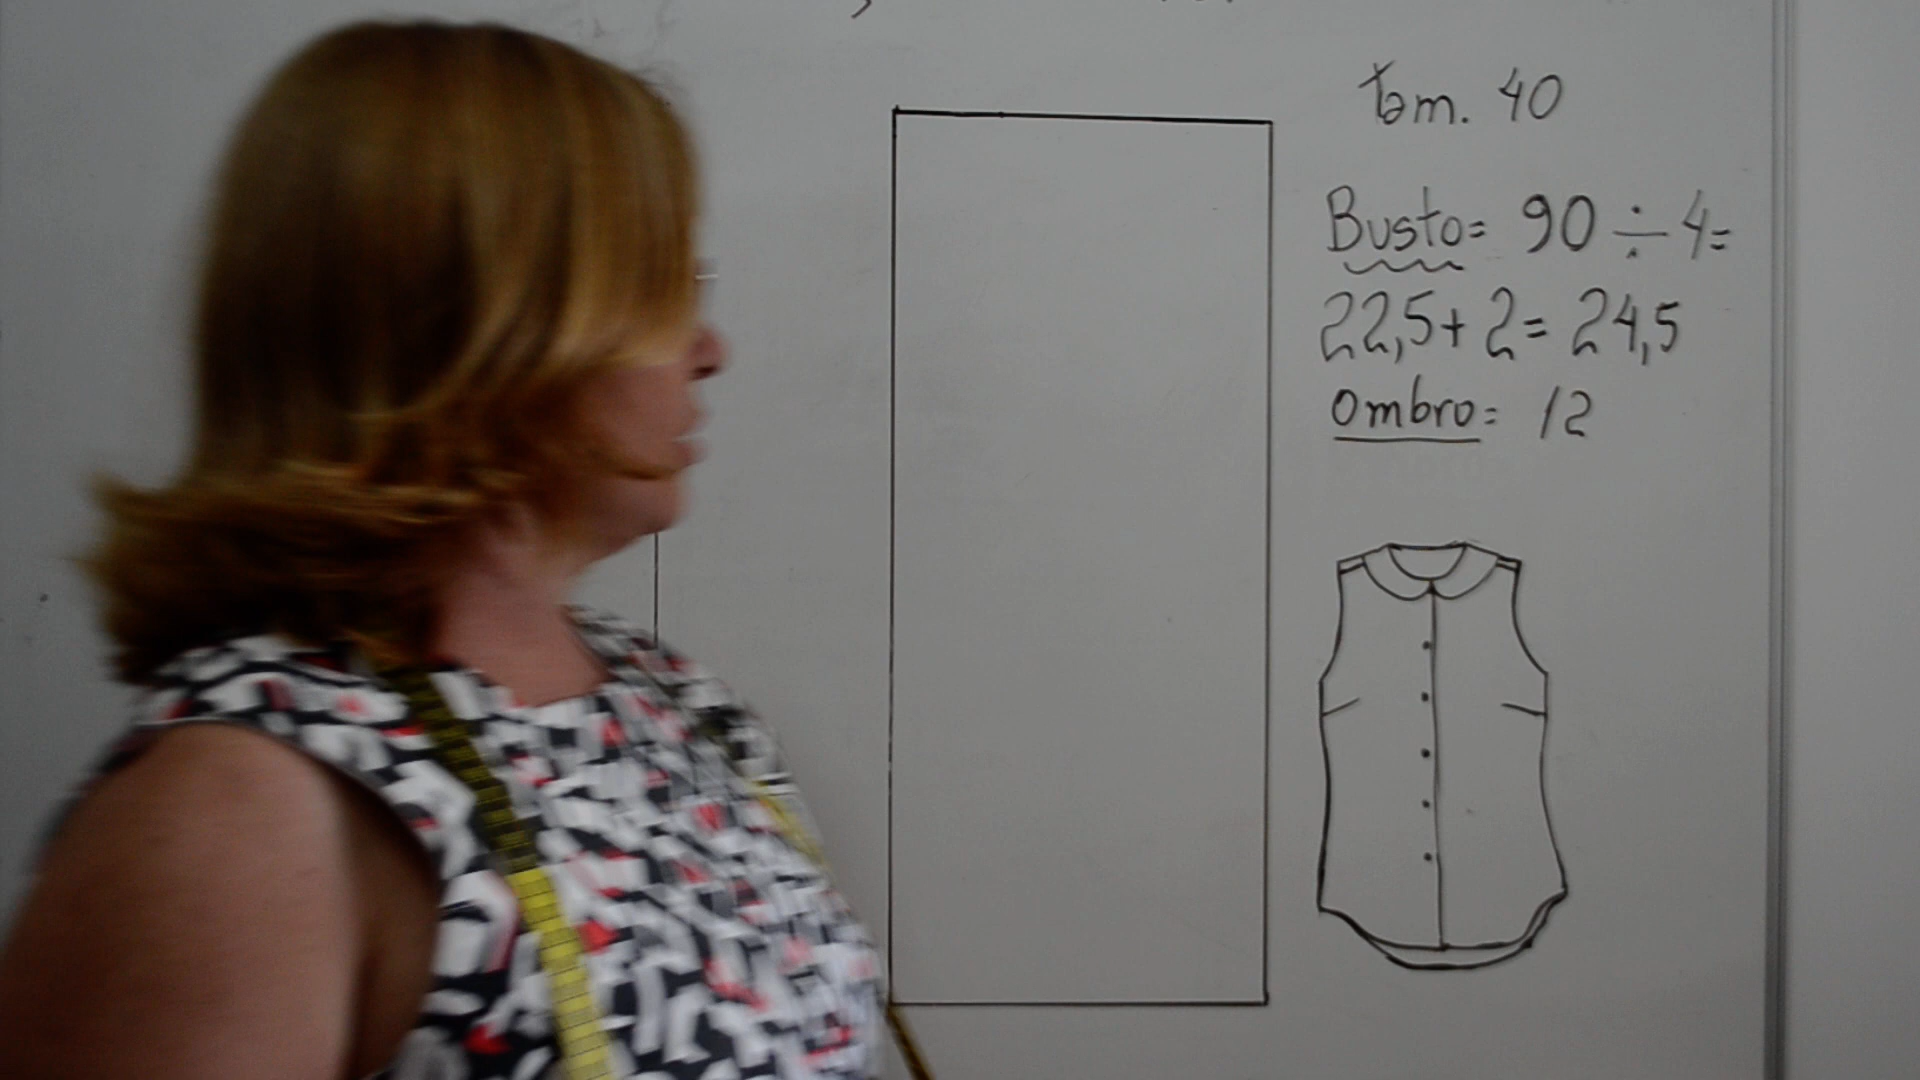 Tam. 40
Busto= 90 ÷ 4=
22,5+ 2= 24,5
Ombro= 12